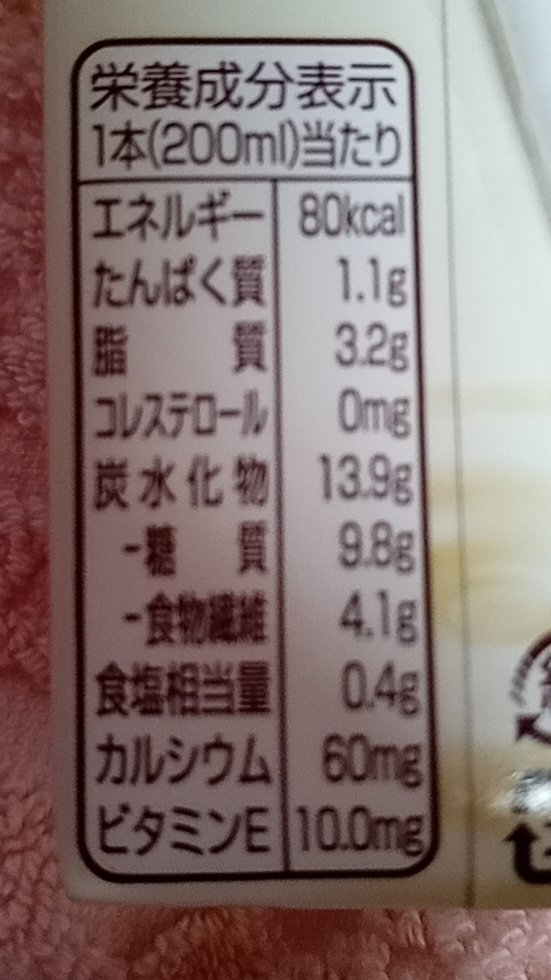 栄養成分表示
1本(200ml)当たり
エネルギー 80kcal
たんぱく質 1.1g
脂質 3.2g
コレステロール 0mg
炭水化物 13.9g
-糖質 9.8g
-食物繊維 4.1g
食塩相当量 0.4g
カルシウム 60mg
ビタミンE 10.0mg